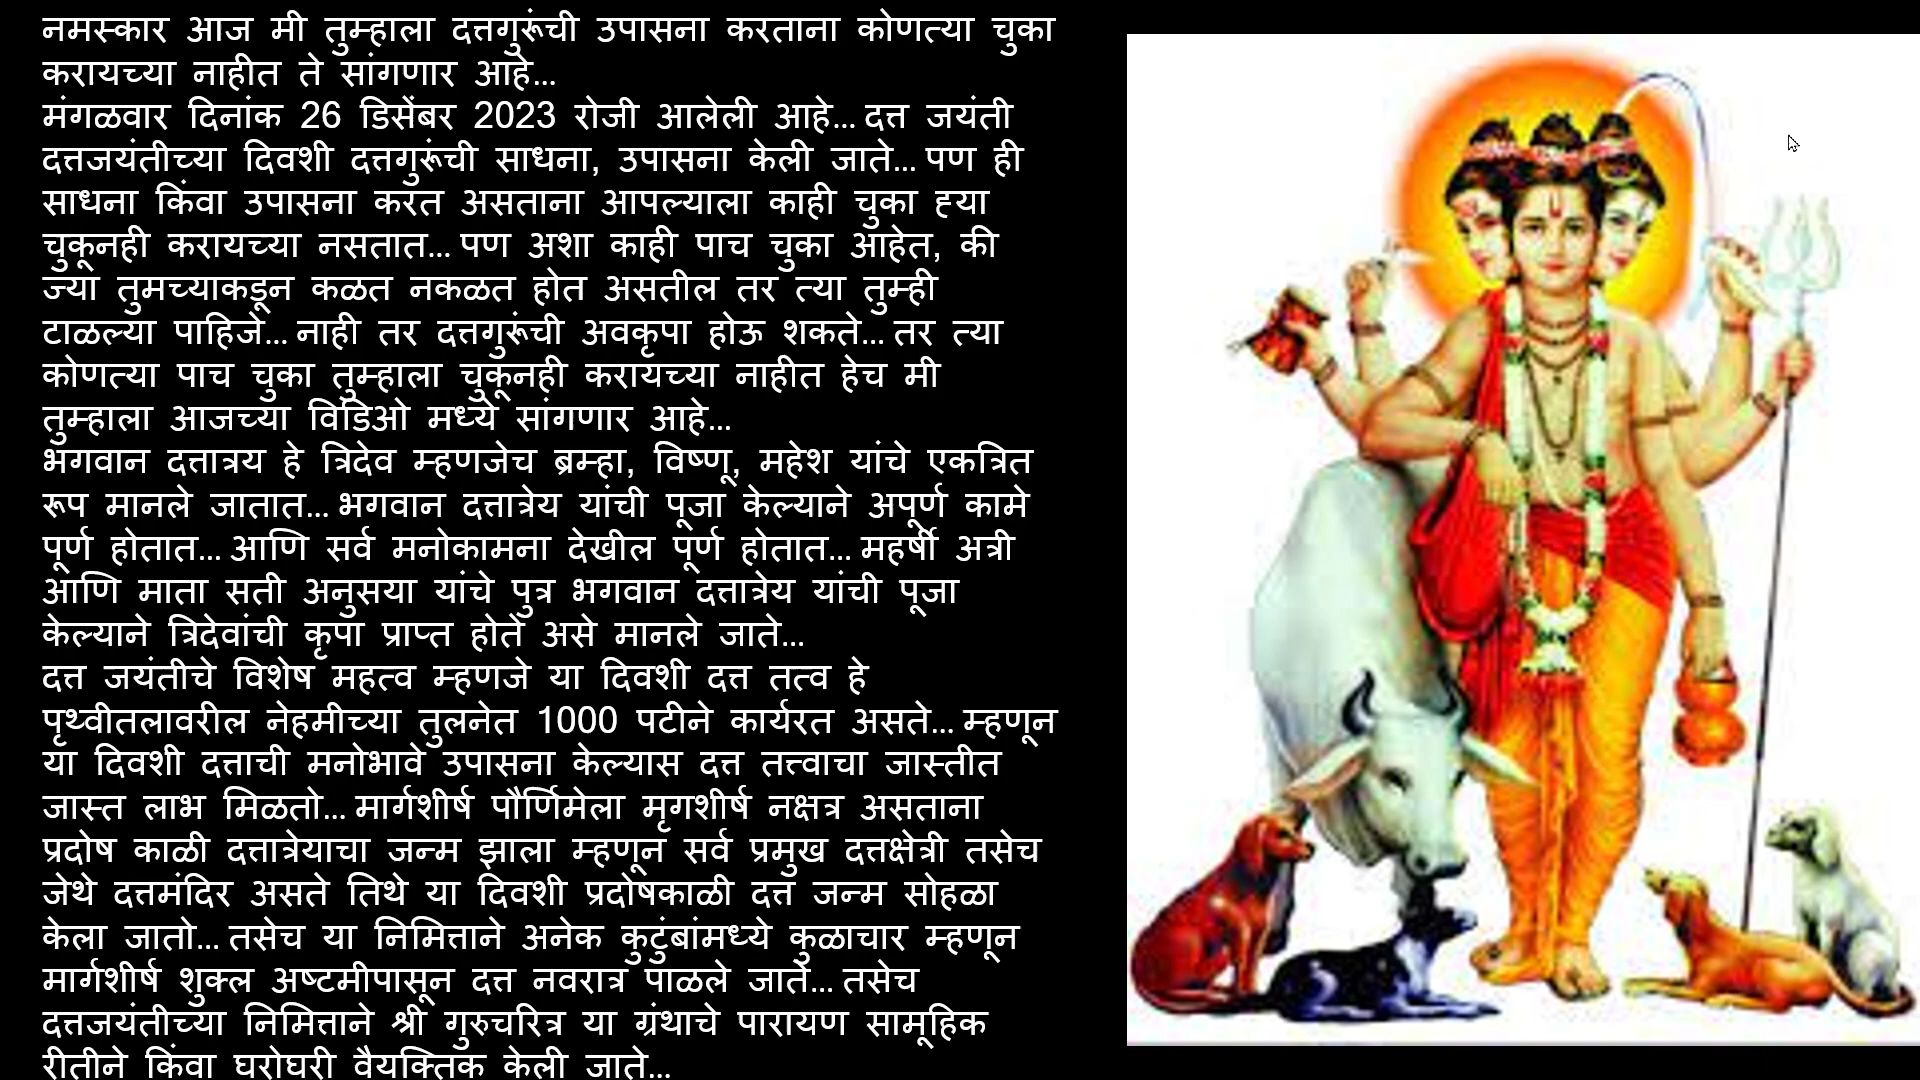 नमस्कार आज मी तुम्हाला दत्तगुरूंची उपासना करताना कोणत्या चुका
करायच्या नाहीत ते सांगणार आहे...
मंगळवार दिनांक 26 डिसेंबर 2023 रोजी आलेली आहे... दत्त जयंती
दत्तजयंतीच्या दिवशी दत्तगुरूंची साधना, उपासना केली जाते... पण ही
साधना किंवा उपासना करत असताना आपल्याला काही चुका ह्या
चुकूनही करायच्या नसतात... पण अशा काही पाच चुका आहेत, की
ज्या तुमच्याकडून कळत नकळत होत असतील तर त्या तुम्ही
टाळल्या पाहिजे... नाही तर दत्तगुरूंची अवकृपा होऊ शकते... तर त्या
कोणत्या पाच चुका तुम्हाला चुकूनही करायच्या नाहीत हेच मी
तुम्हाला आजच्या विडिओ मध्ये सांगणार आहे...
भगवान दत्तात्रय हे त्रिदेव म्हणजेच ब्रम्हा, विष्णू, महेश यांचे एकत्रित
रूप मानले जातात... भगवान दत्तात्रेय यांची पूजा केल्याने अपूर्ण कामे
पूर्ण होतात... आणि सर्व मनोकामना देखील पूर्ण होतात... महर्षी अत्री
आणि माता सती अनुसया यांचे पुत्र भगवान दत्तात्रेय यांची पूजा
केल्याने त्रिदेवांची कृपा प्राप्त होते असे मानले जाते...
दत्त जयंतीचे विशेष महत्व म्हणजे या दिवशी दत्त तत्व हे
पृथ्वीतलावरील नेहमीच्या तुलनेत 1000 पटीने कार्यरत असते... म्हणून
या दिवशी दत्ताची मनोभावे उपासना केल्यास दत्त तत्त्वाचा जास्तीत
जास्त लाभ मिळतो... मार्गशीर्ष पौर्णिमेला मृगशीर्ष नक्षत्र असताना
प्रदोष काळी दत्तात्रेयाचा जन्म झाला म्हणून सर्व प्रमुख दत्तक्षेत्री तसेच
जेथे दत्तमंदिर असते तिथे या दिवशी प्रदोषकाळी दत्त जन्म सोहळा
केला जातो... तसेच या निमित्ताने अनेक कुटुंबांमध्ये कुळाचार म्हणून
मार्गशीर्ष शुक्ल अष्टमीपासून दत्त नवरात्र पाळले जाते... तसेच
दत्तजयंतीच्या निमित्ताने श्री गुरुचरित्र या ग्रंथाचे पारायण सामूहिक
रीतीने किंवा घरोघरी वैयक्तिक केली जाते...